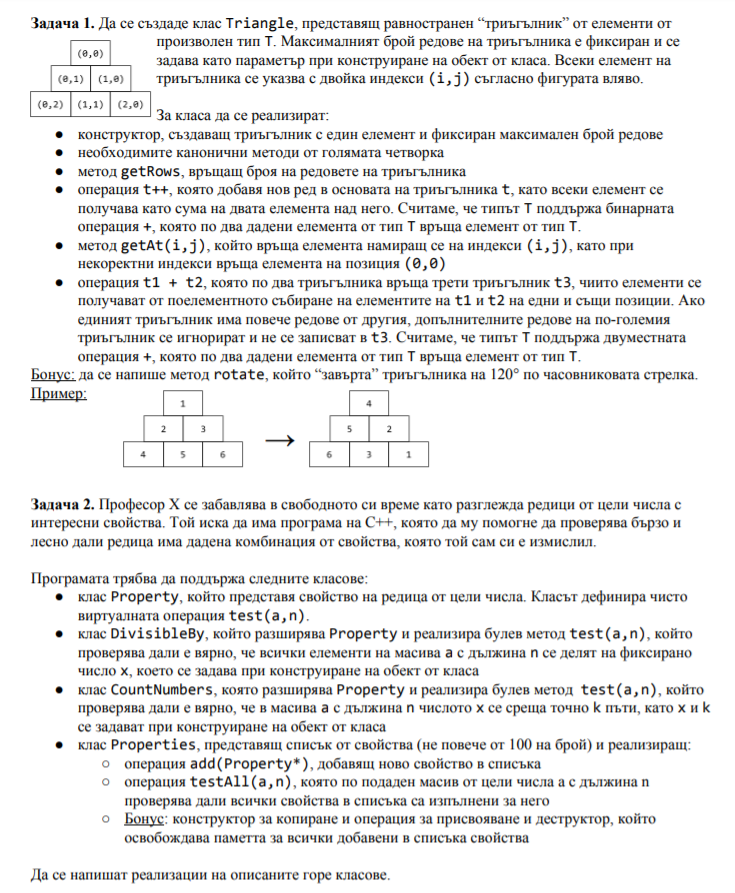 Задача 1. Да се създаде клас Triangle, представящ равностранен “триъгълник” от елементи от
произволен тип T. Максималният брой редове на триъгълника е фиксиран и се
задава като параметър при конструиране на обект от класа. Всеки елемент на
триъгълника се указва с двойка индекси (i,j) съгласно фигурата вляво.
(0,0)
(0,1) (1,0)
(0,2) (1,1) (2,0)
За класа да се реализират:
● конструктор, създаващ триъгълник с един елемент и фиксиран максимален брой редове
● необходимите канонични методи от голямата четворка
● метод getRows, връщащ броя на редовете на триъгълника
● операция t++, която добавя нов ред в основата на триъгълника t, като всеки елемент се
получава като сума на двата елемента над него. Считаме, че типът T поддържа бинарната
операция +, която по два дадени елемента от тип T връща елемент от тип T.
● метод getAt(i,j), който връща елемента намиращ се на индекси (i,j), като при
некоректни индекси връща елемента на позиция (0,0)
● операция t1 + t2, която по два триъгълника връща трети триъгълник t3, чиито елементи се
получават от поелементното събиране на елементите на t1 и t2 на едни и същи позиции. Ако
единият триъгълник има повече редове от другия, допълнителните редове на по-големия
триъгълник се игнорират и не се записват в t3. Считаме, че типът T поддържа двуместната
операция +, която по два дадени елемента от тип T връща елемент от тип T.
Бонус: да се напише метод rotate, който “завърта” триъгълника на 120° по часовниковата стрелка.
Пример:
1
2 3
4 5 6
→
4
5 2
6 3 1
Задача 2. Професор X се забавлява в свободното си време като разглежда редици от цели числа с
интересни свойства. Той иска да има програма на C++, която да му помогне да проверява бързо и
лесно дали редица има дадена комбинация от свойства, която той сам си е измислил.
Програмата трябва да поддържа следните класове:
● клас Property, който представя свойство на редица от цели числа. Класът дефинира чисто
виртуалната операция test(a,n).
● клас DivisibleBy, който разширява Property и реализира булев метод test(a,n), който
проверява дали е вярно, че всички елементи на масива a с дължина n се делят на фиксирано
число x, което се задава при конструиране на обект от класа
● клас CountNumbers, която разширява Property и реализира булев метод test(a,n), който
проверява дали е вярно, че в масива a с дължина n числото x се среща точно k пъти, като x и k
се задават при конструиране на обект от класа
● клас Properties, представящ списък от свойства (не повече от 100 на брой) и реализиращ:
○ операция add(Property*), добавящ ново свойство в списъка
○ операция testAll(a,n), която по подаден масив от цели числа a с дължина n
проверява дали всички свойства в списъка са изпълнени за него
○ Бонус: конструктор за копиране и операция за присвояване и деструктор, който
освобождава паметта за всички добавени в списъка свойства
Да се напишат реализации на описаните горе класове.